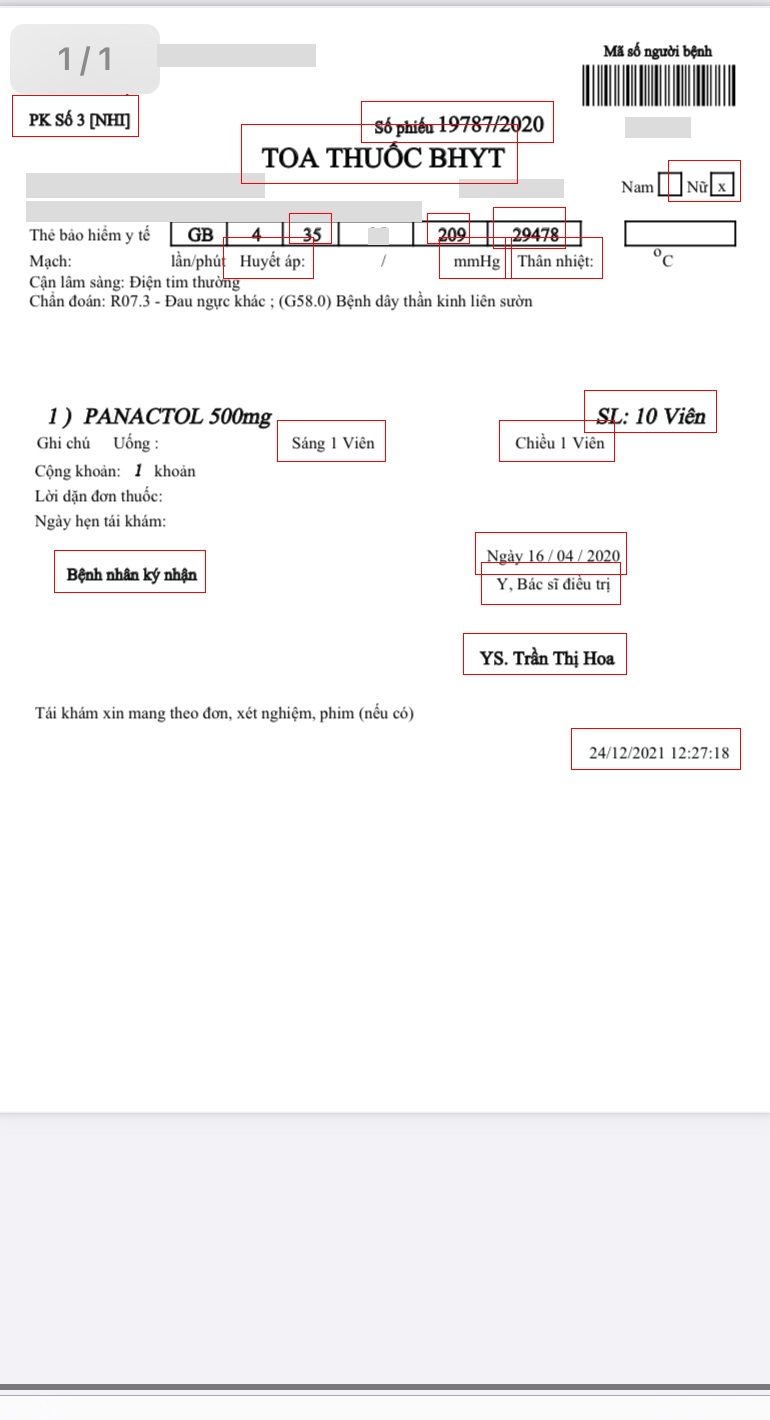 1/1
Mã số người bệnh
PK Số 3 [NHI]
Số phiếu 19787/2020
TOA THUỐC BHYT
Nam Nữ x
Thẻ bảo hiểm y tế GB 4 35 209 29478
Mạch: lần/phút Huyết áp: / mmHg Thân nhiệt: °C
Cận lâm sàng: Điện tim thường
Chẩn đoán: R07.3 - Đau ngực khác ; (G58.0) Bệnh dây thần kinh liên sườn
1 ) PANACTOL 500mg SL: 10 Viên
Ghi chú Uống : Sáng 1 Viên Chiều 1 Viên
Cộng khoản: 1 khoản
Lời dặn đơn thuốc:
Ngày hẹn tái khám:
Ngày 16 / 04 / 2020
Bệnh nhân ký nhận Y, Bác sĩ điều trị
YS. Trần Thị Hoa
Tái khám xin mang theo đơn, xét nghiệm, phim (nếu có)
24/12/2021 12:27:18